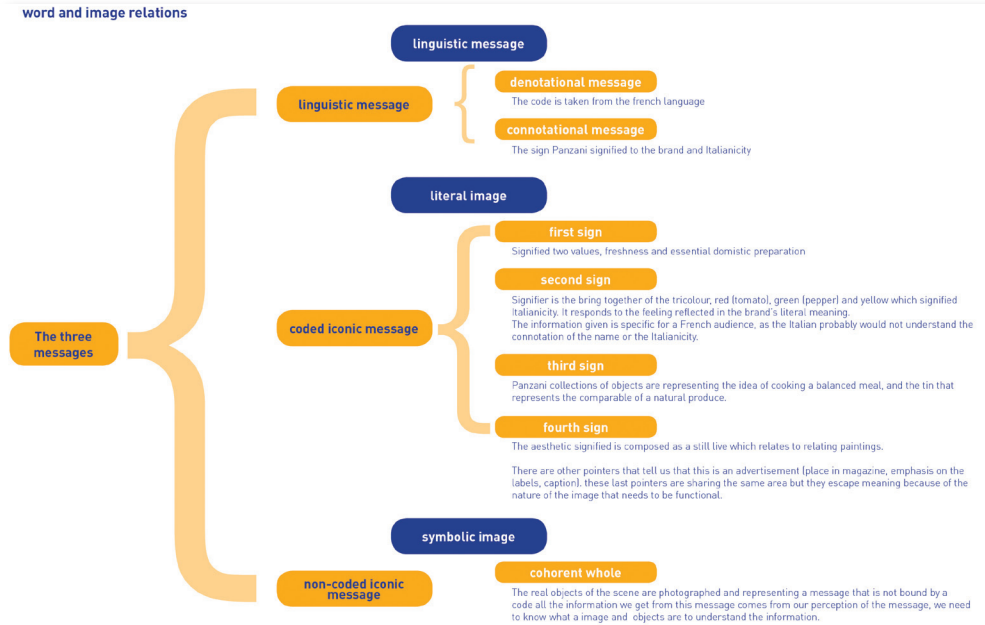 word and image relations
linguistic message
linguistic message
denotational message
The code is taken from the french language
connotational message
The sign Panzani signified to the brand and Italianicity
literal image
first sign
Signified two values, freshness and essential domistic preparation
second sign
Signifier is the bring together of the tricolour, red (tomato), green (pepper) and yellow which signified
Italianicity. It responds to the feeling reflected in the brand's literal meaning.
The information given is specific for a French audience, as the Italian probably would not understand the
connotation of the name or the Italianicity.
The three
messages
coded iconic message
third sign
Panzani collections of objects are representing the idea of cooking a balanced meal, and the tin that
represents the comparable of a natural produce.
fourth sign
The aesthetic signified is composed as a still live which relates to relating paintings.
There are other pointers that tell us that this is an advertisement (place in magazine, emphasis on the
labels, caption). these last pointers are sharing the same area but they escape meaning because of the
nature of the image that needs to be functional.
symbolic image
non-coded iconic
message
cohorent whole
The real objects of the scene are photographed and representing a message that is not bound by a
code all the information we get from this message comes from our perception of the message, we need
to know what a image and objects are to understand the information.